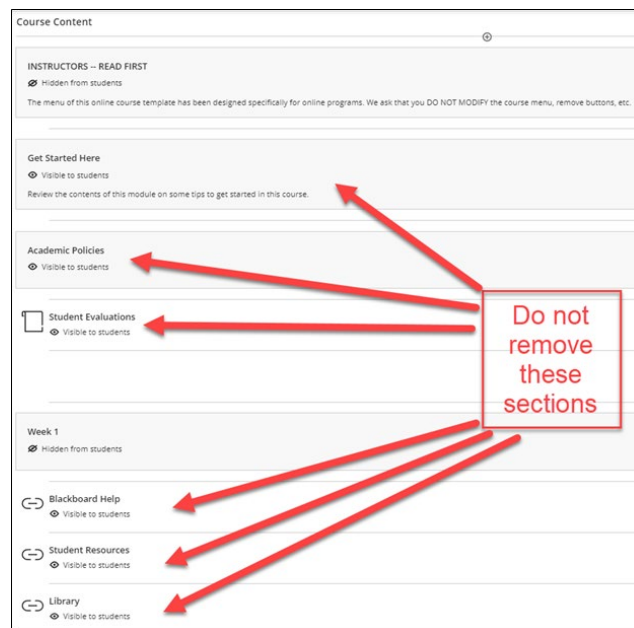 Course Content
INSTRUCTORS -- READ FIRST
Hidden from students
The menu of this online course template has been designed specifically for online programs. We ask that you DO NOT MODIFY the course menu, remove buttons, etc.
Get Started Here
Visible to students
Review the contents of this module on some tips to get started in this course.
Academic Policies
Visible to students
Student Evaluations
Visible to students
Do not
remove
these
sections
Week 1
Hidden from students
Blackboard Help
Visible to students
Student Resources
Visible to students
Library
Visible to students